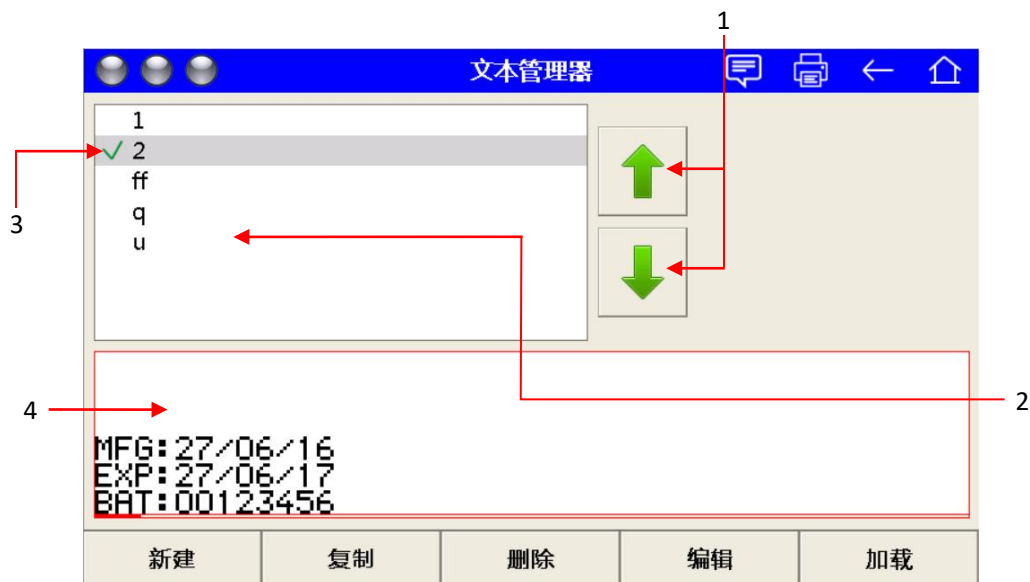 1
文本管理器
1
2
ff
q
u
3
2
4
MFG:27/06/16
EXP:27/06/17
BAT:00123456
新建 复制 删除 编辑 加载